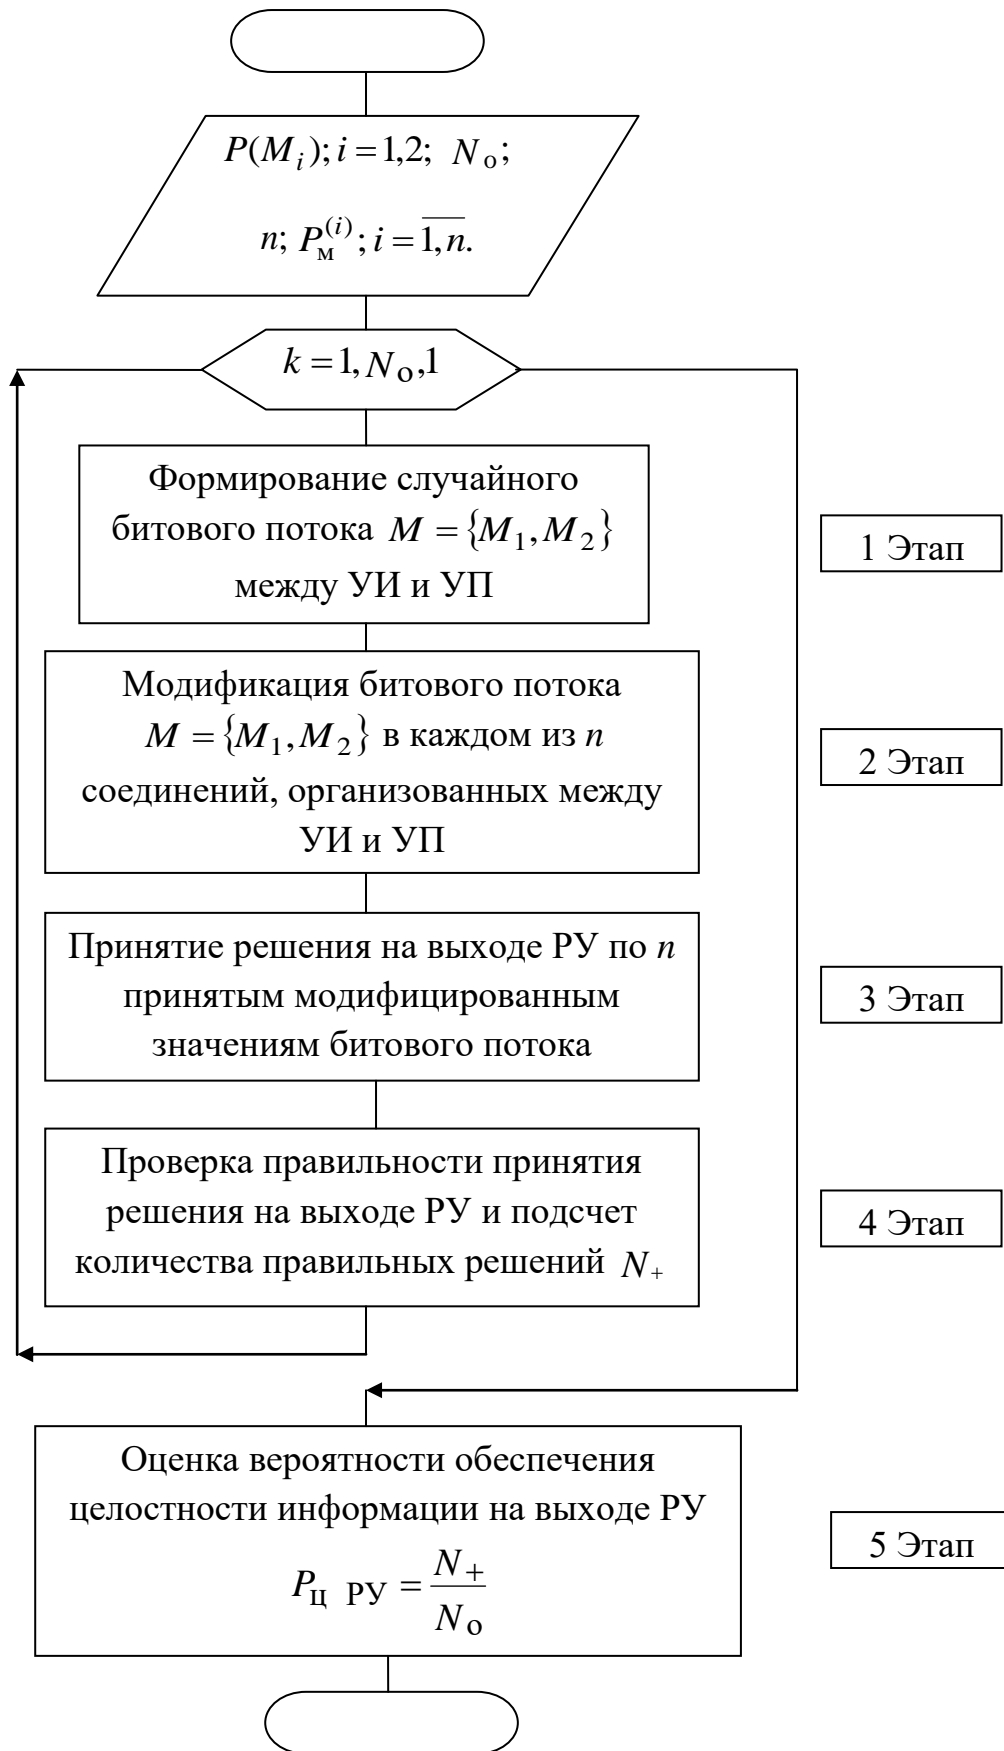 P(M_i); i = 1,2; N_о;
n; P_м^(i); i = \overline{1,n}.
k = 1, N_о, 1
Формирование случайного
битового потока M = {M_1, M_2}
между УИ и УП
1 Этап
Модификация битового потока
M = {M_1, M_2} в каждом из n
соединений, организованных между
УИ и УП
2 Этап
Принятие решения на выходе РУ по n
принятым модифицированным
значениям битового потока
3 Этап
Проверка правильности принятия
решения на выходе РУ и подсчет
количества правильных решений N_+
4 Этап
Оценка вероятности обеспечения
целостности информации на выходе РУ
P_ц РУ = N_+ / N_о
5 Этап